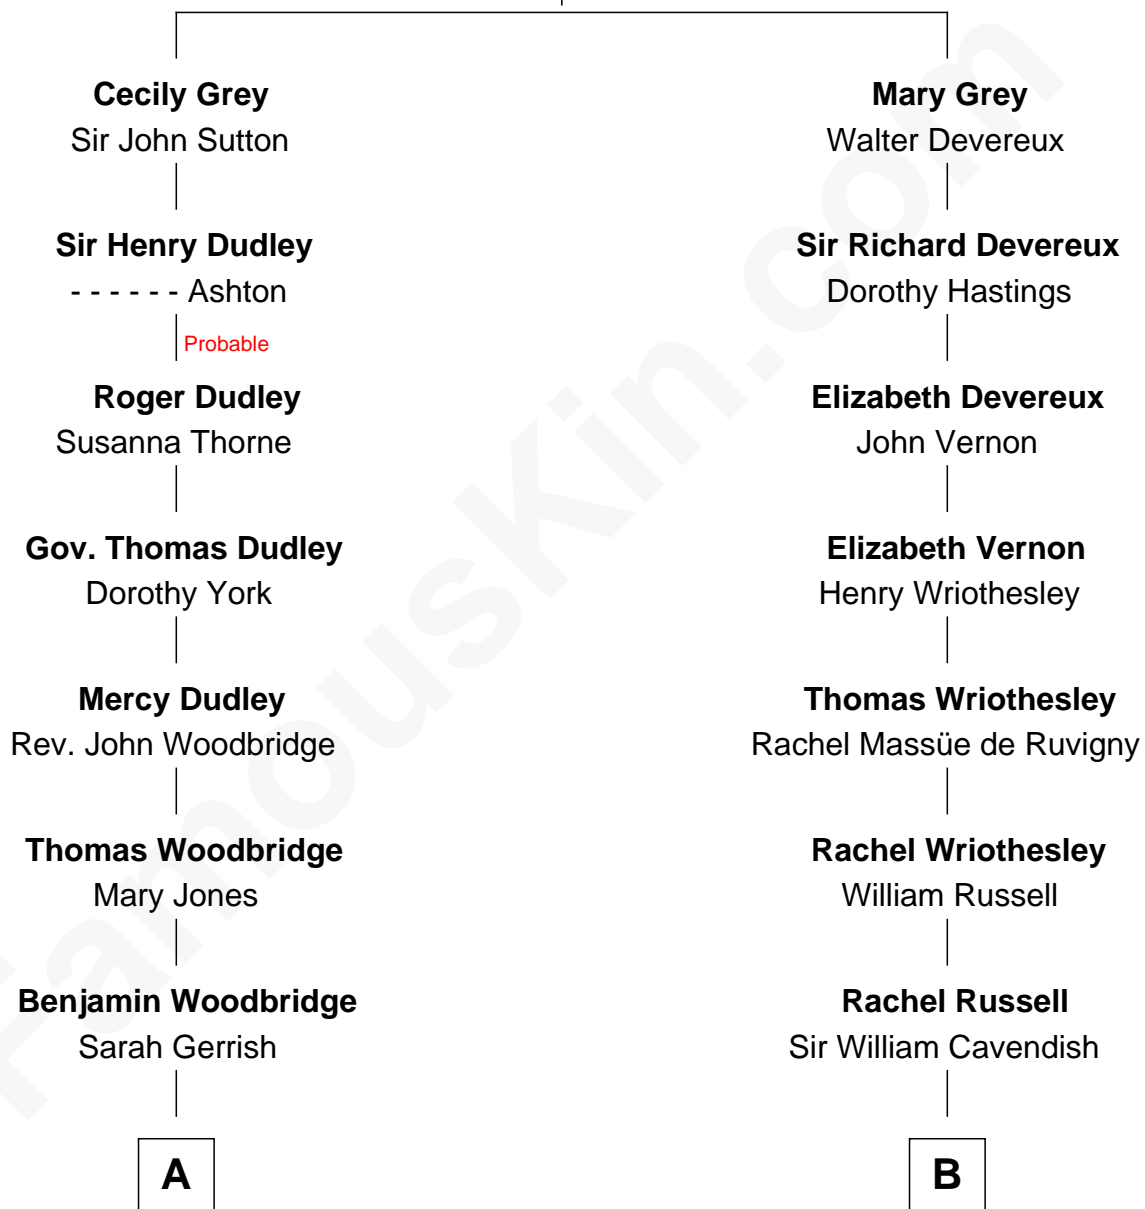 Cecily Grey
Sir John Sutton
Sir Henry Dudley
- - - - - - Ashton
Probable
Roger Dudley
Susanna Thorne
Gov. Thomas Dudley
Dorothy York
Mercy Dudley
Rev. John Woodbridge
Thomas Woodbridge
Mary Jones
Benjamin Woodbridge
Sarah Gerrish
A
Mary Grey
Walter Devereux
Sir Richard Devereux
Dorothy Hastings
Elizabeth Devereux
John Vernon
Elizabeth Vernon
Henry Wriothesley
Thomas Wriothesley
Rachel Massüe de Ruvigny
Rachel Wriothesley
William Russell
Rachel Russell
Sir William Cavendish
B
FamousKin.com